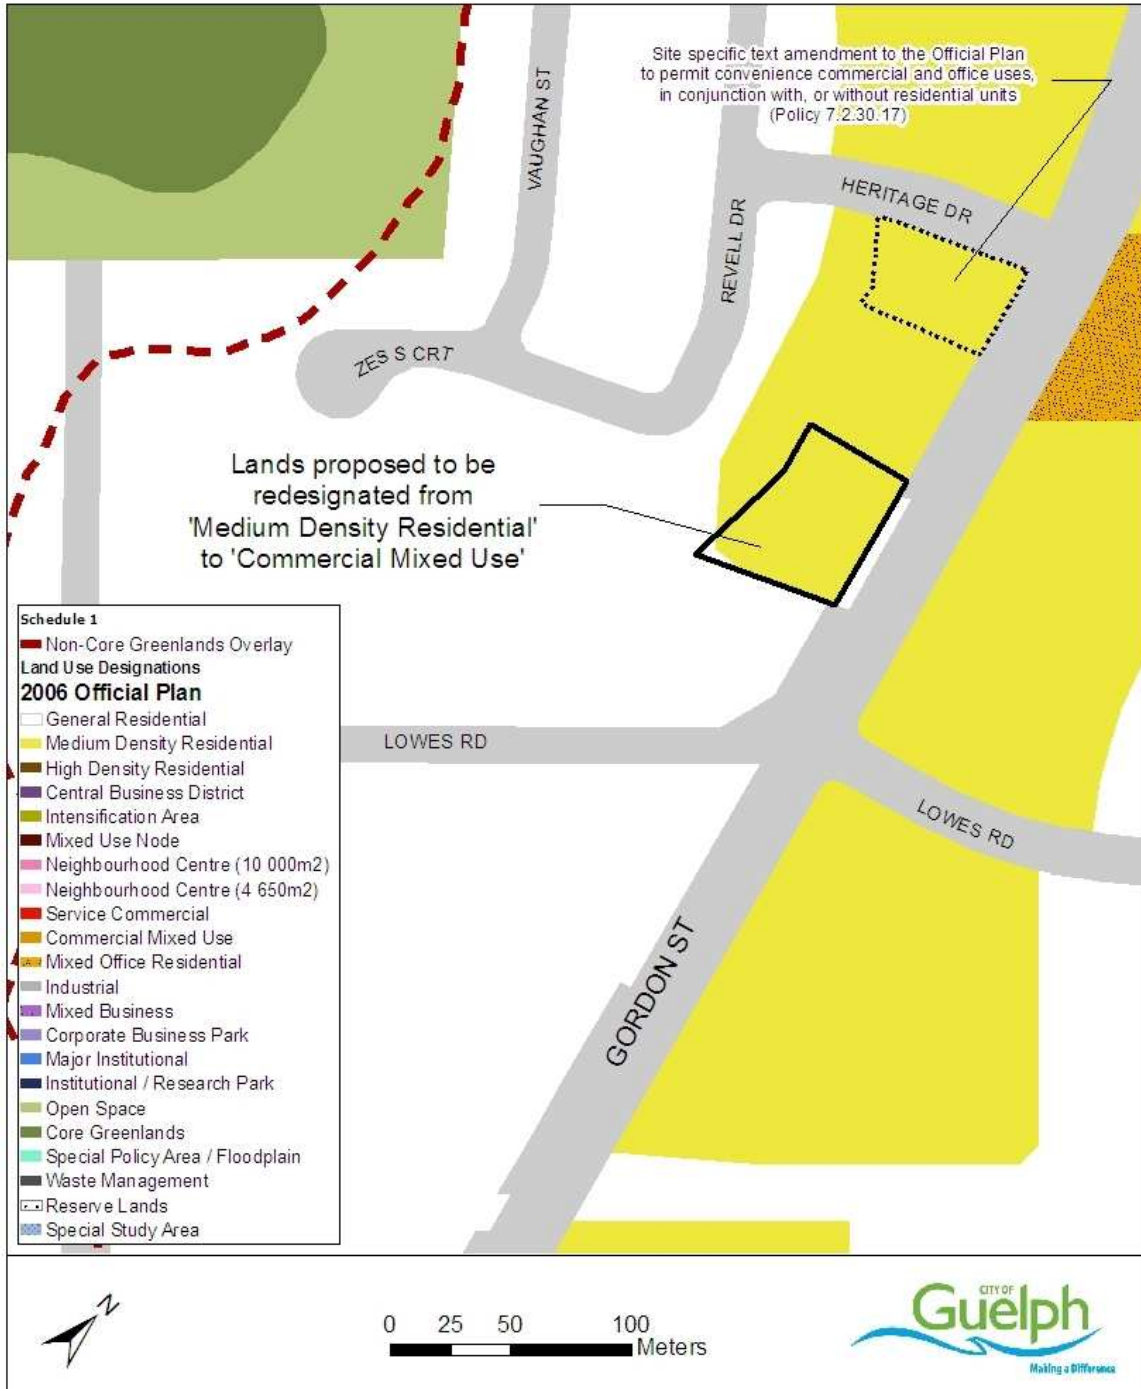 Site specific text amendment to the Official Plan
to permit convenience commercial and office uses,
in conjunction with, or without residential units
(Policy 7.2.30.17)
VAUGHAN ST
HERITAGE DR
REVELL DR
ZESS CRT
Lands proposed to be
redesignated from
'Medium Density Residential'
to 'Commercial Mixed Use'
Schedule 1
Non-Core Greenlands Overlay
Land Use Designations
2006 Official Plan
General Residential
Medium Density Residential
High Density Residential
Central Business District
Intensification Area
Mixed Use Node
Neighbourhood Centre (10 000m2)
Neighbourhood Centre (4 650m2)
Service Commercial
Commercial Mixed Use
Mixed Office Residential
Industrial
Mixed Business
Corporate Business Park
Major Institutional
Institutional / Research Park
Open Space
Core Greenlands
Special Policy Area / Floodplain
Waste Management
Reserve Lands
Special Study Area
LOWES RD
LOWES RD
GORDON ST
N
0 25 50 100
Meters
CITY OF
Guelph
Making a Difference